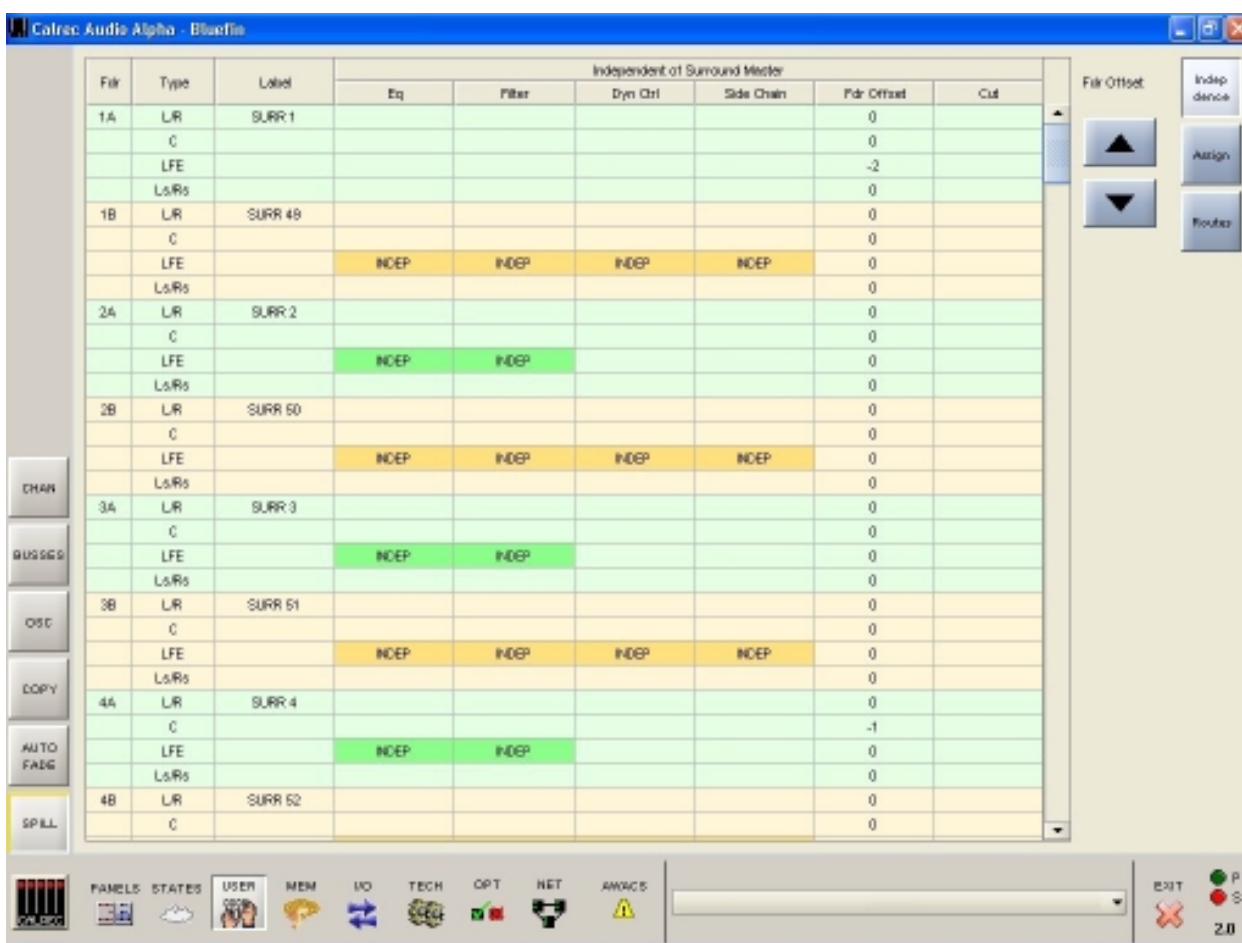 Calrec Audio Alpha - Bluefin
Fdr Type Label Independent of Surround Master
Eq Filter Dyn Ctrl Side Chain Fdr Offset Cut
1A L/R SURR 1 0
C 0
LFE -2
Ls/Rs 0
1B L/R SURR 49 0
C 0
LFE INDEP INDEP INDEP INDEP 0
Ls/Rs 0
2A L/R SURR 2 0
C 0
LFE INDEP INDEP 0
Ls/Rs 0
2B L/R SURR 50 0
C 0
LFE INDEP INDEP INDEP INDEP 0
Ls/Rs 0
3A L/R SURR 3 0
C 0
LFE INDEP INDEP 0
Ls/Rs 0
3B L/R SURR 51 0
C 0
LFE INDEP INDEP INDEP INDEP 0
Ls/Rs 0
4A L/R SURR 4 0
C -1
LFE INDEP INDEP 0
Ls/Rs 0
4B L/R SURR 52 0
C 0
Fdr Offset
Indep
dence
Assign
Routes
CHAN
BUSSES
OSC
COPY
AUTO
FADE
SPILL
CALREC
PANELS STATES USER MEM I/O TECH OPT NET AWACS
EXIT
P
S
2.0